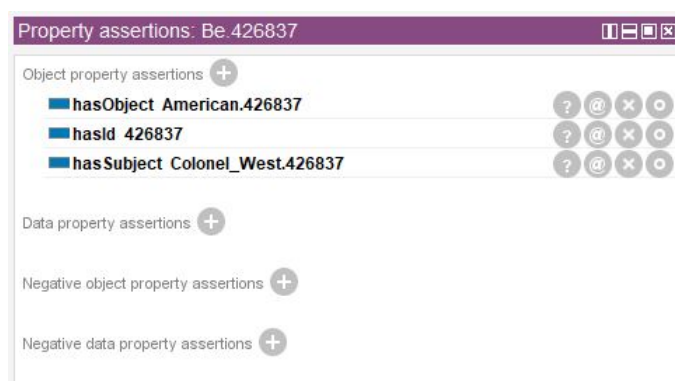 Property assertions: Be.426837
Object property assertions
hasObject American.426837
hasId 426837
hasSubject Colonel_West.426837
Data property assertions
Negative object property assertions
Negative data property assertions